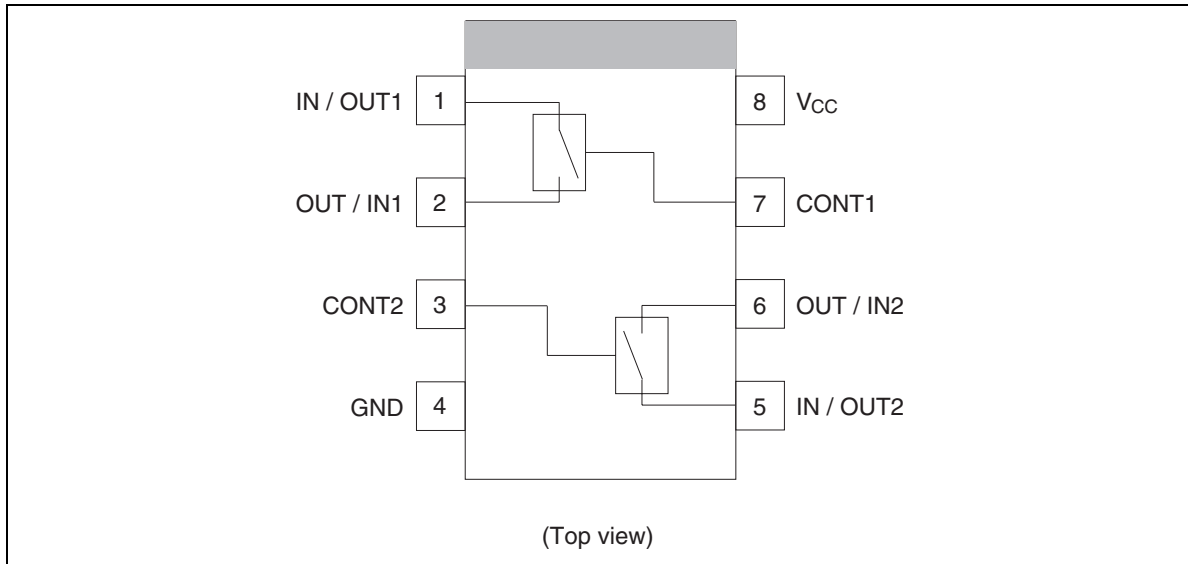 IN / OUT1 1
8 VCC
OUT / IN1 2
7 CONT1
CONT2 3
6 OUT / IN2
GND 4
5 IN / OUT2
(Top view)